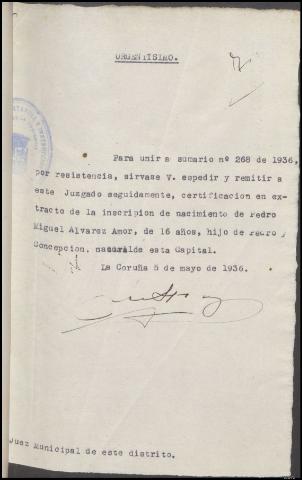 URGENTISIMO.
Para unir a sumario nº 268 de 1936,
por resistencia, sirvase V. espedir y remitir a
este Juzgado seguidamente, certificacion en ex-
tracto de la inscripion de nacimiento de Pedro
Miguel Alvarez Amor, de 16 años, hijo de Pedro y
Concepcion, natural de esta Capital.
La Coruña 5 de mayo de 1936.
Juez Municipal de este distrito.